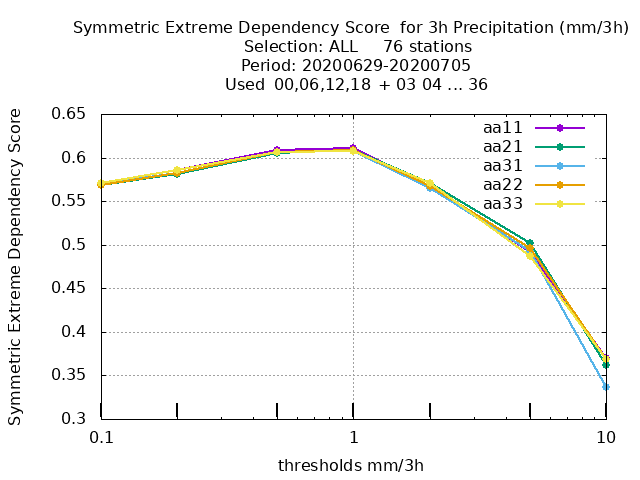 Symmetric Extreme Dependency Score  for 3h Precipitation (mm/3h)
Selection: ALL     76 stations
Period: 20200629-20200705
Used  00,06,12,18  + 03 04 ... 36
Symmetric Extreme Dependency Score
0.65
0.6
0.55
0.5
0.45
0.4
0.35
0.3
aa11
aa21
aa31
aa22
aa33
0.1
1
10
thresholds mm/3h